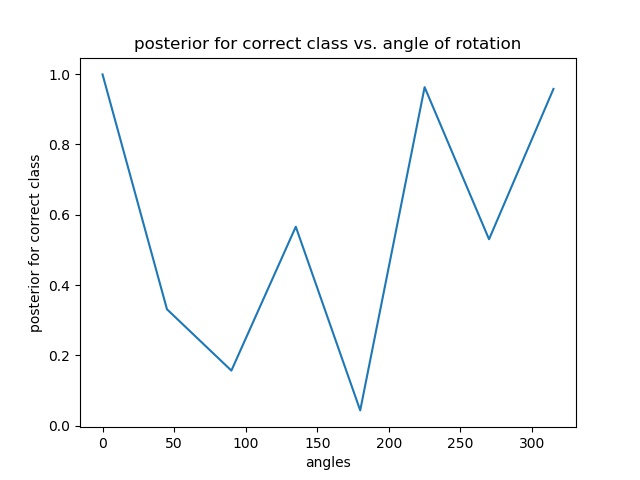 posterior for correct class vs. angle of rotation
posterior for correct class
1.0
0.8
0.6
0.4
0.2
0.0
0 50 100 150 200 250 300
angles